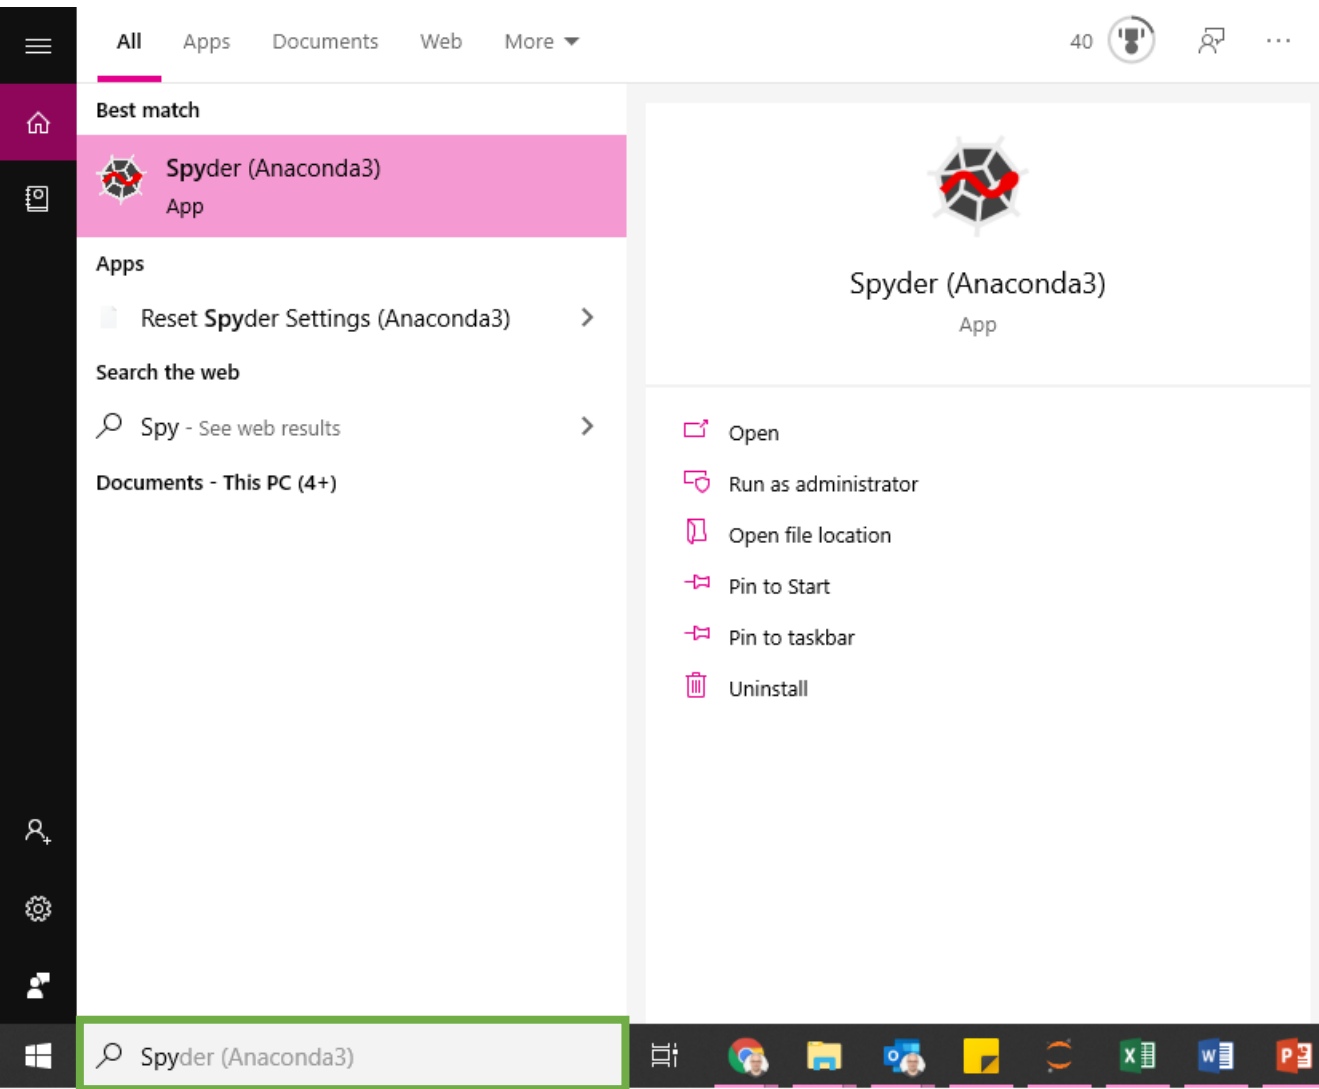 All Apps Documents Web More 40
Best match
Spyder (Anaconda3)
App
Apps
Reset Spyder Settings (Anaconda3)
Search the web
Spy - See web results
Documents - This PC (4+)
Spyder (Anaconda3)
App
Open
Run as administrator
Open file location
Pin to Start
Pin to taskbar
Uninstall
Spyder (Anaconda3)